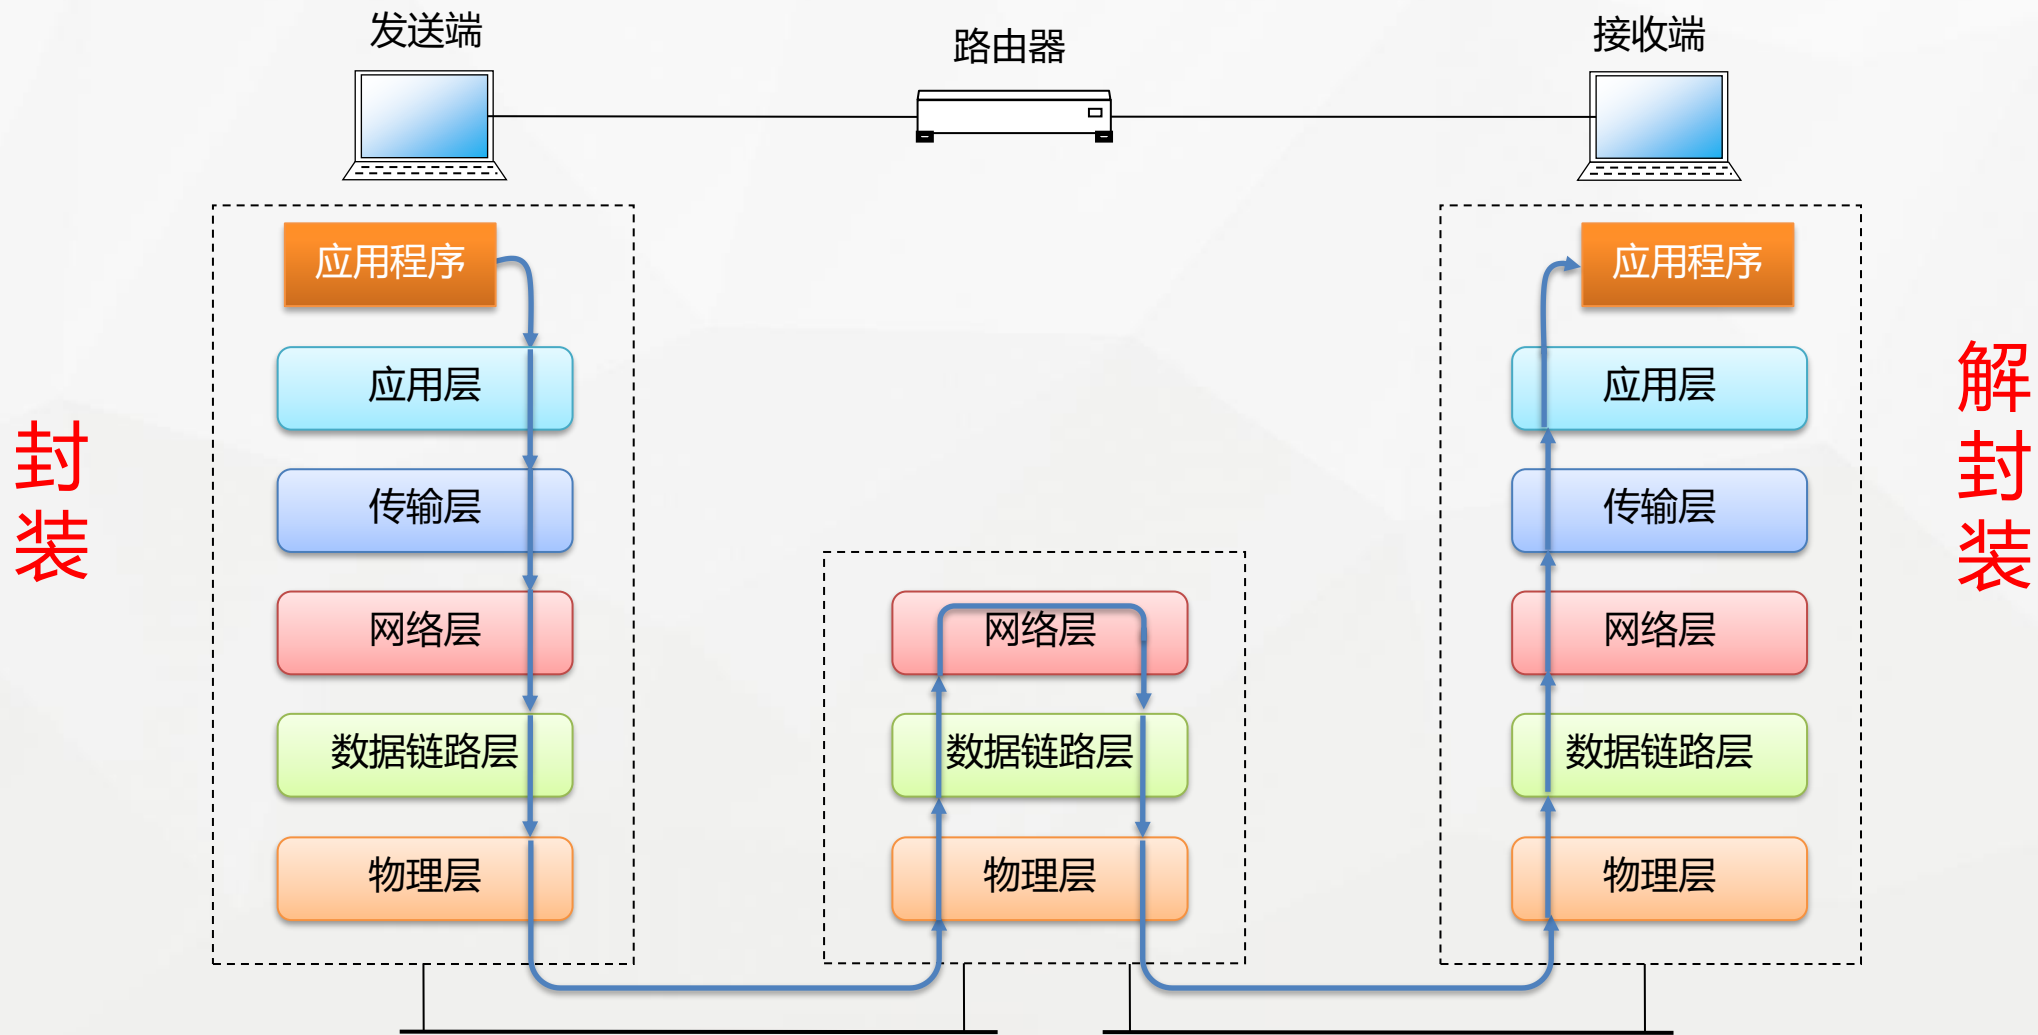 发送端
路由器
接收端
应用程序
应用层
传输层
网络层
数据链路层
物理层
网络层
数据链路层
物理层
应用程序
应用层
传输层
网络层
数据链路层
物理层
封
装
解
封
装